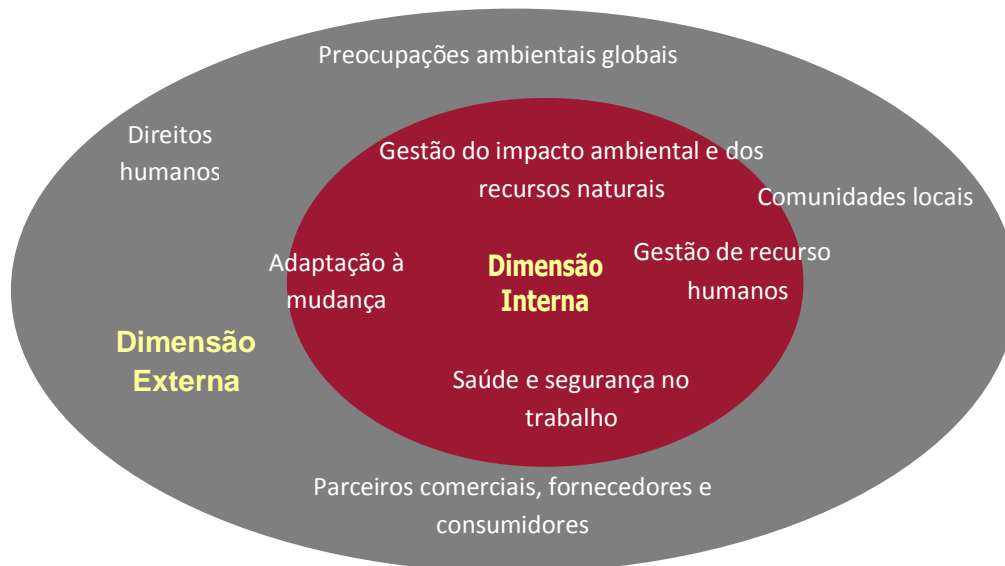 Preocupações ambientais globais
Direitos
humanos
Gestão do impacto ambiental e dos
recursos naturais
Comunidades locais
Adaptação à
mudança
Dimensão
Interna
Gestão de recurso
humanos
Dimensão
Externa
Saúde e segurança no
trabalho
Parceiros comerciais, fornecedores e
consumidores